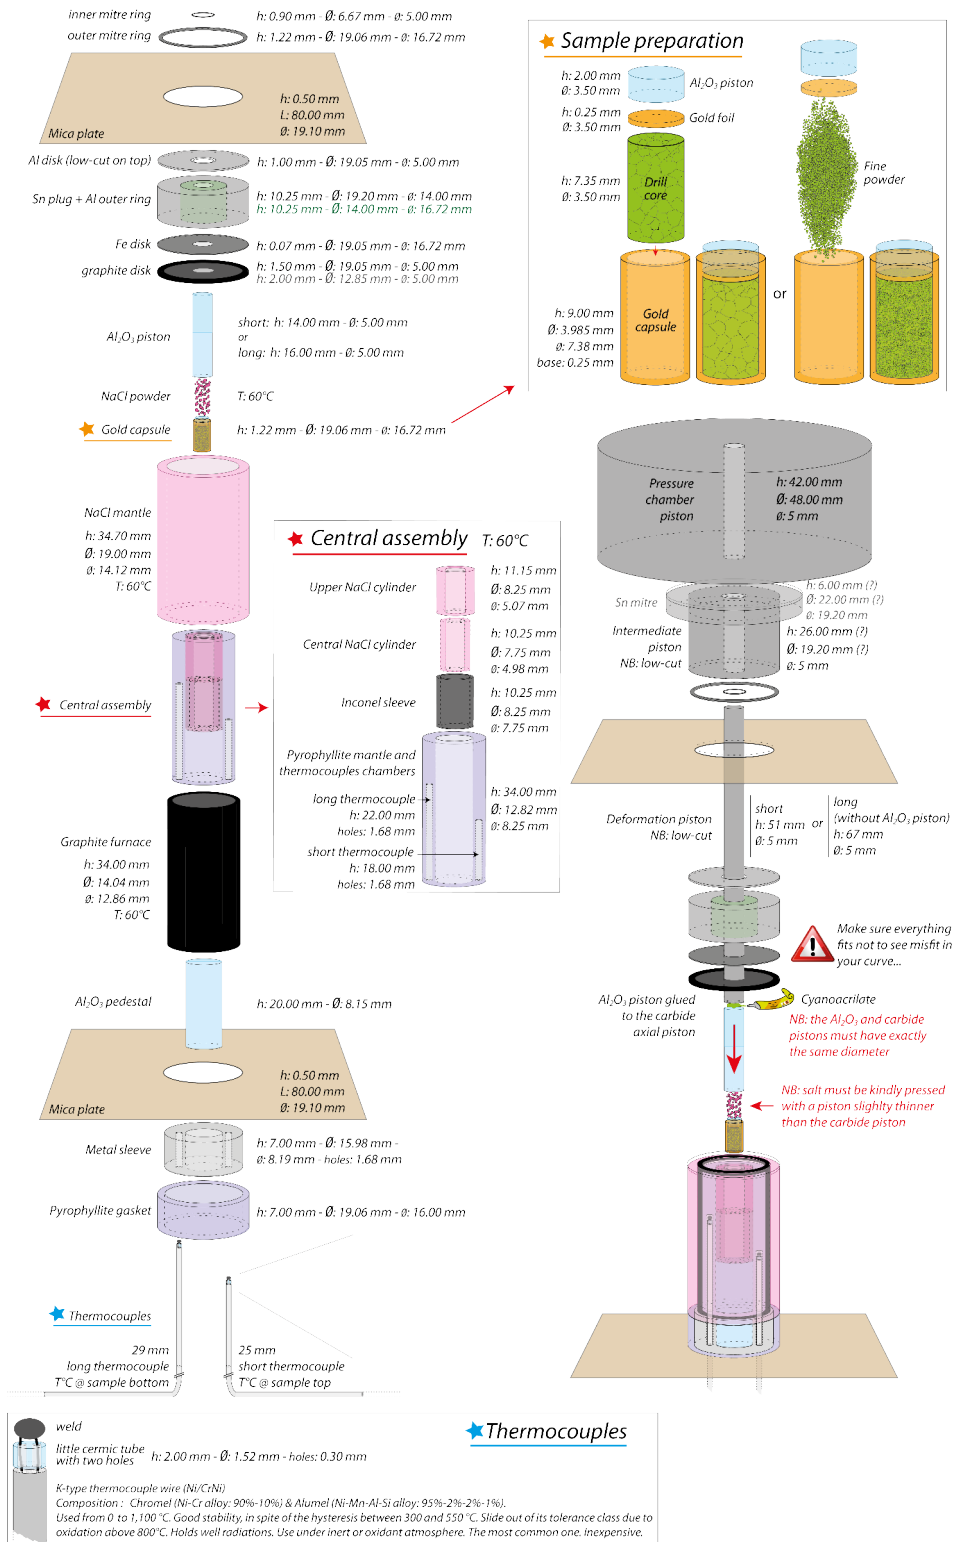 inner mitre ring
h: 0.90 mm - Ø: 6.67 mm - ø: 5.00 mm
outer mitre ring
h: 1.22 mm - Ø: 19.06 mm - ø: 16.72 mm
h: 0.50 mm
L: 80.00 mm
Ø: 19.10 mm
Mica plate
Al disk (low-cut on top)
h: 1.00 mm - Ø: 19.05 mm - ø: 5.00 mm
Sn plug + Al outer ring
h: 10.25 mm - Ø: 19.20 mm - ø: 14.00 mm
h: 10.25 mm - Ø: 14.00 mm - ø: 16.72 mm
Fe disk
h: 0.07 mm - Ø: 19.05 mm - ø: 16.72 mm
graphite disk
h: 1.50 mm - Ø: 19.05 mm - ø: 5.00 mm
h: 2.00 mm - Ø: 12.85 mm - ø: 5.00 mm
Al₂O₃ piston
short: h: 14.00 mm - Ø: 5.00 mm
or
long: h: 16.00 mm - Ø: 5.00 mm
NaCl powder
T: 60°C
Gold capsule
h: 1.22 mm - Ø: 19.06 mm - ø: 16.72 mm
NaCl mantle
h: 34.70 mm
Ø: 19.00 mm
ø: 14.12 mm
T: 60°C
Central assembly
Graphite furnace
h: 34.00 mm
Ø: 14.04 mm
ø: 12.86 mm
T: 60°C
Al₂O₃ pedestal
h: 20.00 mm - Ø: 8.15 mm
h: 0.50 mm
L: 80.00 mm
Ø: 19.10 mm
Mica plate
Metal sleeve
h: 7.00 mm - Ø: 15.98 mm -
ø: 8.19 mm - holes: 1.68 mm
Pyrophyllite gasket
h: 7.00 mm - Ø: 19.06 mm - ø: 16.00 mm
Thermocouples
29 mm
long thermocouple
T°C @ sample bottom
25 mm
short thermocouple
T°C @ sample top
Sample preparation
h: 2.00 mm
Ø: 3.50 mm
Al₂O₃ piston
h: 0.25 mm
Ø: 3.50 mm
Gold foil
h: 7.35 mm
Ø: 3.50 mm
Drill
core
Fine
powder
h: 9.00 mm
Ø: 3.985 mm
ø: 7.38 mm
base: 0.25 mm
Gold
capsule
or
Central assembly T: 60°C
Upper NaCl cylinder
h: 11.15 mm
Ø: 8.25 mm
ø: 5.07 mm
Central NaCl cylinder
h: 10.25 mm
Ø: 7.75 mm
ø: 4.98 mm
Inconel sleeve
h: 10.25 mm
Ø: 8.25 mm
ø: 7.75 mm
Pyrophyllite mantle and
thermocouples chambers
long thermocouple
h: 22.00 mm
holes: 1.68 mm
h: 34.00 mm
Ø: 12.82 mm
ø: 8.25 mm
short thermocouple
h: 18.00 mm
holes: 1.68 mm
Pressure
chamber
piston
h: 42.00 mm
Ø: 48.00 mm
ø: 5 mm
Sn mitre
h: 6.00 mm (?)
Ø: 22.00 mm (?)
ø: 19.20 mm
Intermediate
piston
NB: low-cut
h: 26.00 mm (?)
Ø: 19.20 mm (?)
ø: 5 mm
Deformation piston
NB: low-cut
short
h: 51 mm
Ø: 5 mm
or
long
(without Al₂O₃ piston)
h: 67 mm
Ø: 5 mm
Make sure everything
fits not to see misfit in
your curve...
Al₂O₃ piston glued
to the carbide
axial piston
Cyanoacrilate
NB: the Al₂O₃ and carbide
pistons must have exactly
the same diameter
NB: salt must be kindly pressed
with a piston slighlty thinner
than the carbide piston
Thermocouples
weld
little cermic tube
with two holes
h: 2.00 mm - Ø: 1.52 mm - holes: 0.30 mm
K-type thermocouple wire (Ni/CrNi)
Composition : Chromel (Ni-Cr alloy: 90%-10%) & Alumel (Ni-Mn-Al-Si alloy: 95%-2%-2%-1%).
Used from 0 to 1,100 °C. Good stability, in spite of the hysteresis between 300 and 550 °C. Slide out of its tolerance class due to
oxidation above 800°C. Holds well radiations. Use under inert or oxidant atmosphere. The most common one. inexpensive.